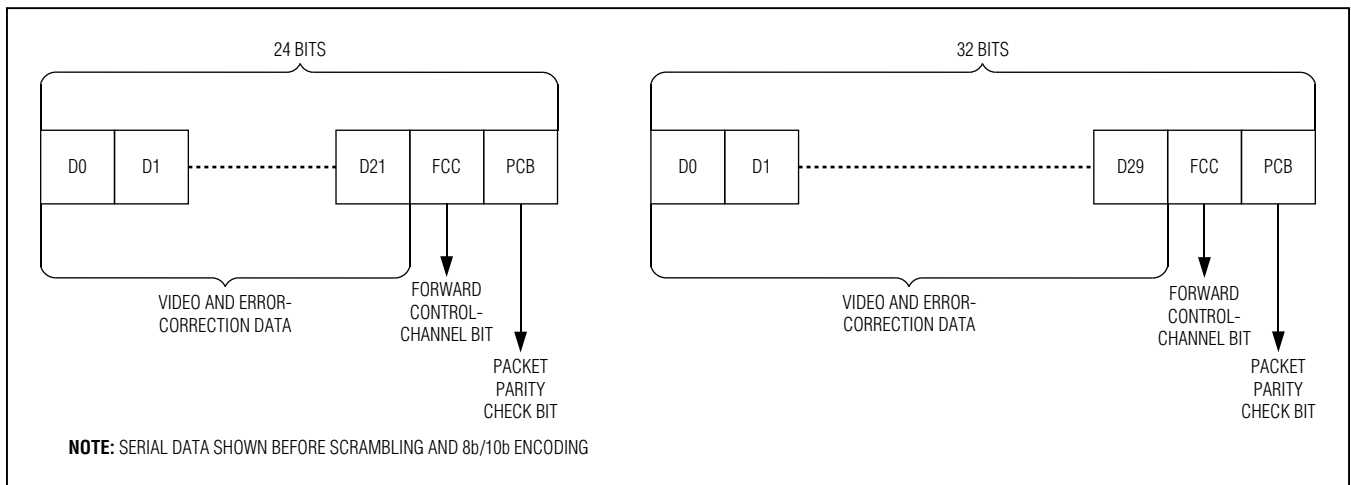 24 BITS
D0 D1 D21 FCC PCB
VIDEO AND ERROR-
CORRECTION DATA
FORWARD
CONTROL-
CHANNEL BIT
PACKET
PARITY
CHECK BIT
32 BITS
D0 D1 D29 FCC PCB
VIDEO AND ERROR-
CORRECTION DATA
FORWARD
CONTROL-
CHANNEL BIT
PACKET
PARITY
CHECK BIT
NOTE: SERIAL DATA SHOWN BEFORE SCRAMBLING AND 8b/10b ENCODING